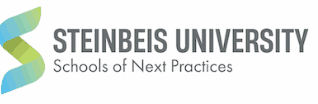 STEINBEIS UNIVERSITY
Schools of Next Practices